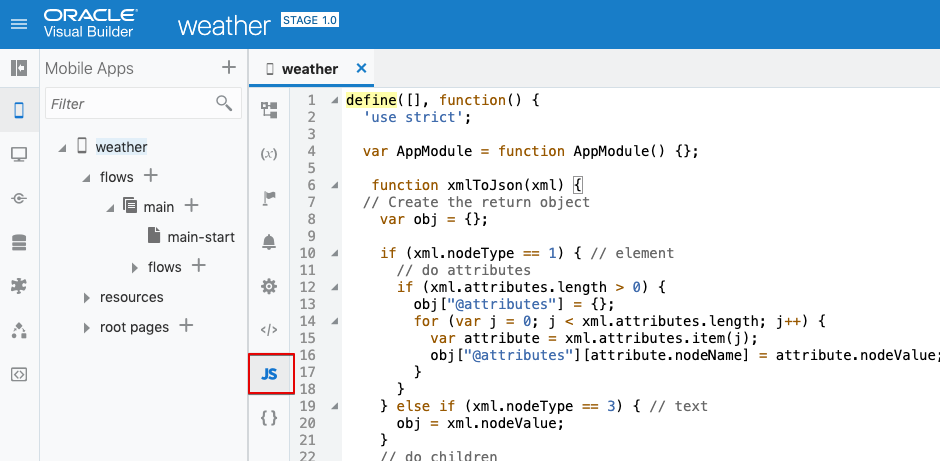 ORACLE
Visual Builder
weather
STAGE 1.0
Mobile Apps +
Filter
weather
flows +
main +
main-start
flows +
resources
root pages +
weather ×
(x)
</>
JS
{ }
1 define([], function() {
2 'use strict';
3
4 var AppModule = function AppModule() {};
5
6 function xmlToJson(xml) {
7 // Create the return object
8 var obj = {};
9
10 if (xml.nodeType == 1) { // element
11 // do attributes
12 if (xml.attributes.length > 0) {
13 obj["@attributes"] = {};
14 for (var j = 0; j < xml.attributes.length; j++) {
15 var attribute = xml.attributes.item(j);
16 obj["@attributes"][attribute.nodeName] = attribute.nodeValue;
17 }
18 }
19 } else if (xml.nodeType == 3) { // text
20 obj = xml.nodeValue;
21 }
22 // do children